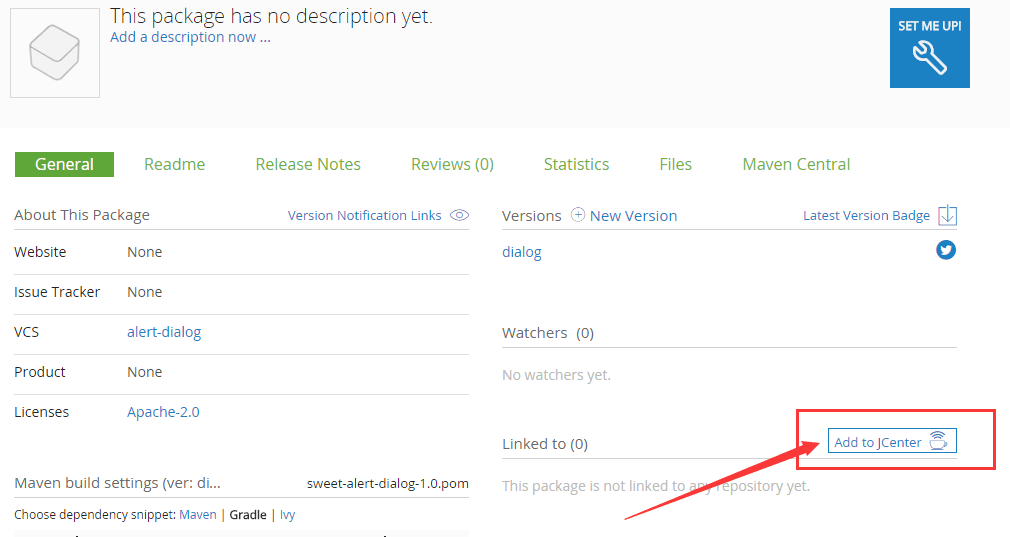 This package has no description yet.
Add a description now ...
SET ME UP!
General
Readme
Release Notes
Reviews (0)
Statistics
Files
Maven Central
About This Package
Version Notification Links
Website None
Issue Tracker None
VCS alert-dialog
Product None
Licenses Apache-2.0
Maven build settings (ver: di...
sweet-alert-dialog-1.0.pom
Choose dependency snippet: Maven | Gradle | Ivy
Versions New Version
Latest Version Badge
dialog
Watchers (0)
No watchers yet.
Linked to (0)
Add to JCenter
This package is not linked to any repository yet.